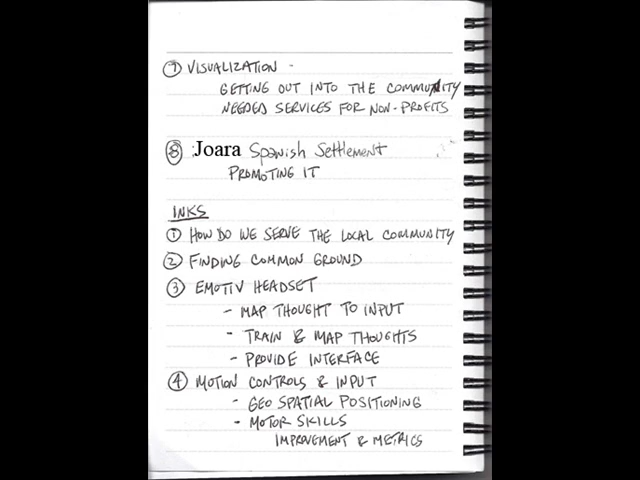 ⑦ VISUALIZATION -
GETTING OUT INTO THE COMMUNITY
NEEDED SERVICES FOR NON-PROFITS
⑧ Joara Spanish Settlement
PROMOTING IT
INKS
① HOW DO WE SERVE THE LOCAL COMMUNITY
② FINDING COMMON GROUND
③ EMOTIV HEADSET
- MAP THOUGHT TO INPUT
- TRAIN & MAP THOUGHTS
- PROVIDE INTERFACE
④ MOTION CONTROLS & INPUT
- GEO SPATIAL POSITIONING
- MOTOR SKILLS
IMPROVEMENT & METRICS